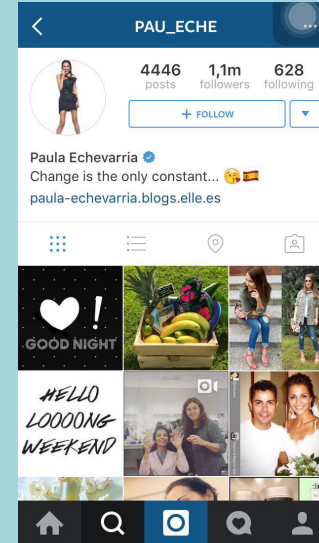 PAU_ECHE
4446 1,1m 628
posts followers following
+ FOLLOW
Paula Echevarria
Change is the only constant... 😘🇪🇸
paula-echevarria.blogs.elle.es
GOOD NIGHT
HELLO
LOOOONG
WEEKEND